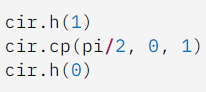 cir.h(1)
cir.cp(pi/2, 0, 1)
cir.h(0)